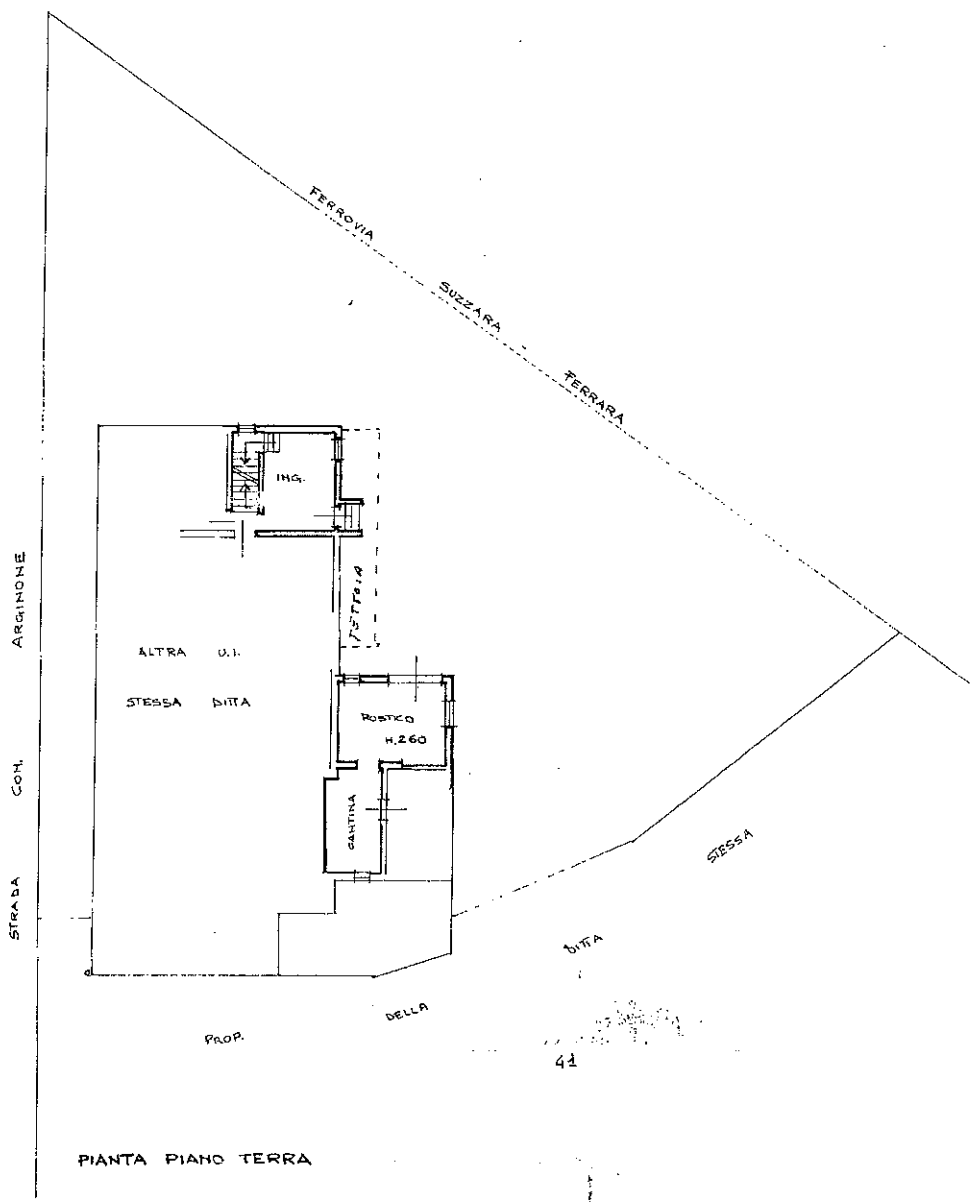 FERROVIA
SUZZARA
FERRARA
ING.
TETTOIA
ALTRA U.I.
STESSA DITTA
RUSTICO
H.260
CANTINA
STRADA COM. ARGINONE
PROP. DELLA DITTA STESSA
41
PIANTA PIANO TERRA